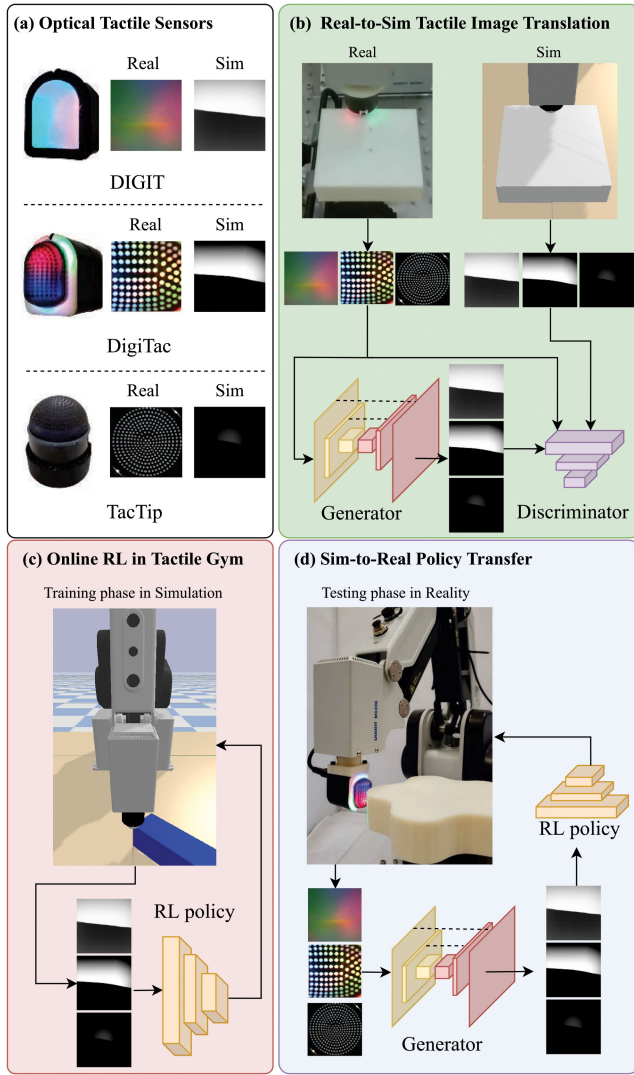 (a) Optical Tactile Sensors
Real Sim
DIGIT
Real Sim
DigiTac
Real Sim
TacTip
(b) Real-to-Sim Tactile Image Translation
Real Sim
Generator Discriminator
(c) Online RL in Tactile Gym
Training phase in Simulation
RL policy
(d) Sim-to-Real Policy Transfer
Testing phase in Reality
RL policy
Generator